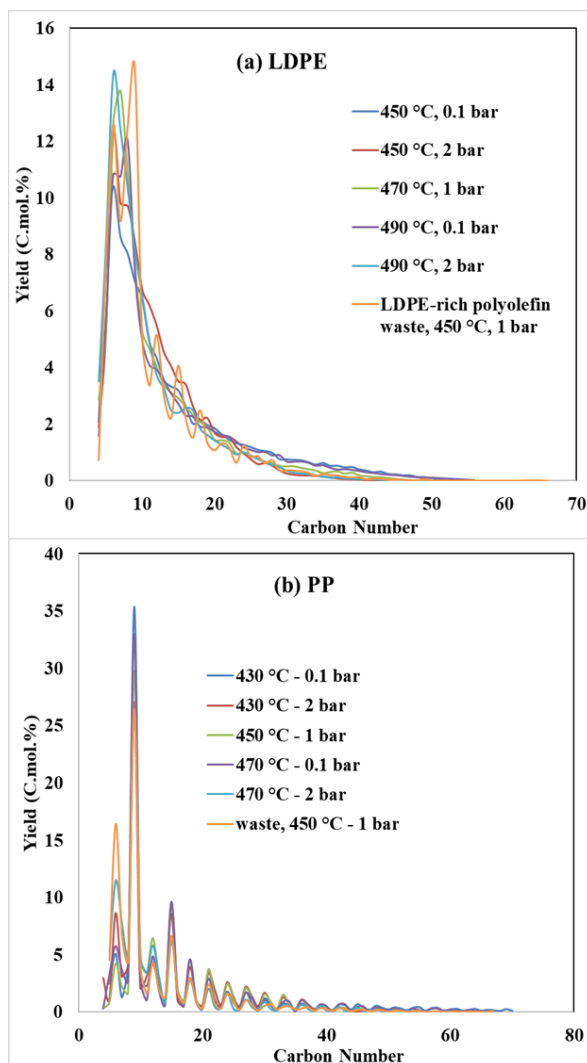 (a) LDPE
16
14
12
10
8
6
4
2
0
Yield (C.mol.%)
450 °C, 0.1 bar
450 °C, 2 bar
470 °C, 1 bar
490 °C, 0.1 bar
490 °C, 2 bar
LDPE-rich polyolefin
waste, 450 °C, 1 bar
0 10 20 30 40 50 60 70
Carbon Number
(b) PP
40
35
30
25
20
15
10
5
0
Yield (C.mol.%)
430 °C - 0.1 bar
430 °C - 2 bar
450 °C - 1 bar
470 °C - 0.1 bar
470 °C - 2 bar
waste, 450 °C - 1 bar
0 20 40 60 80
Carbon Number